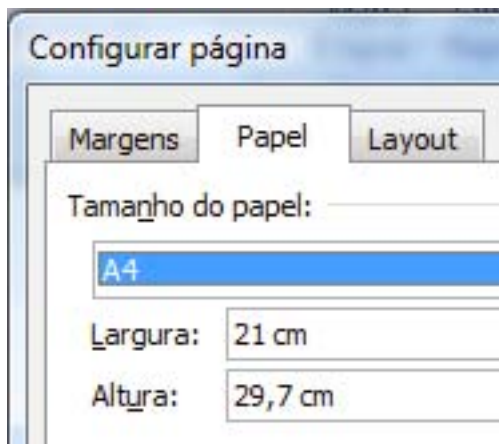 Configurar página
Margens Papel Layout
Tamanho do papel:
A4
Largura: 21 cm
Altura: 29,7 cm